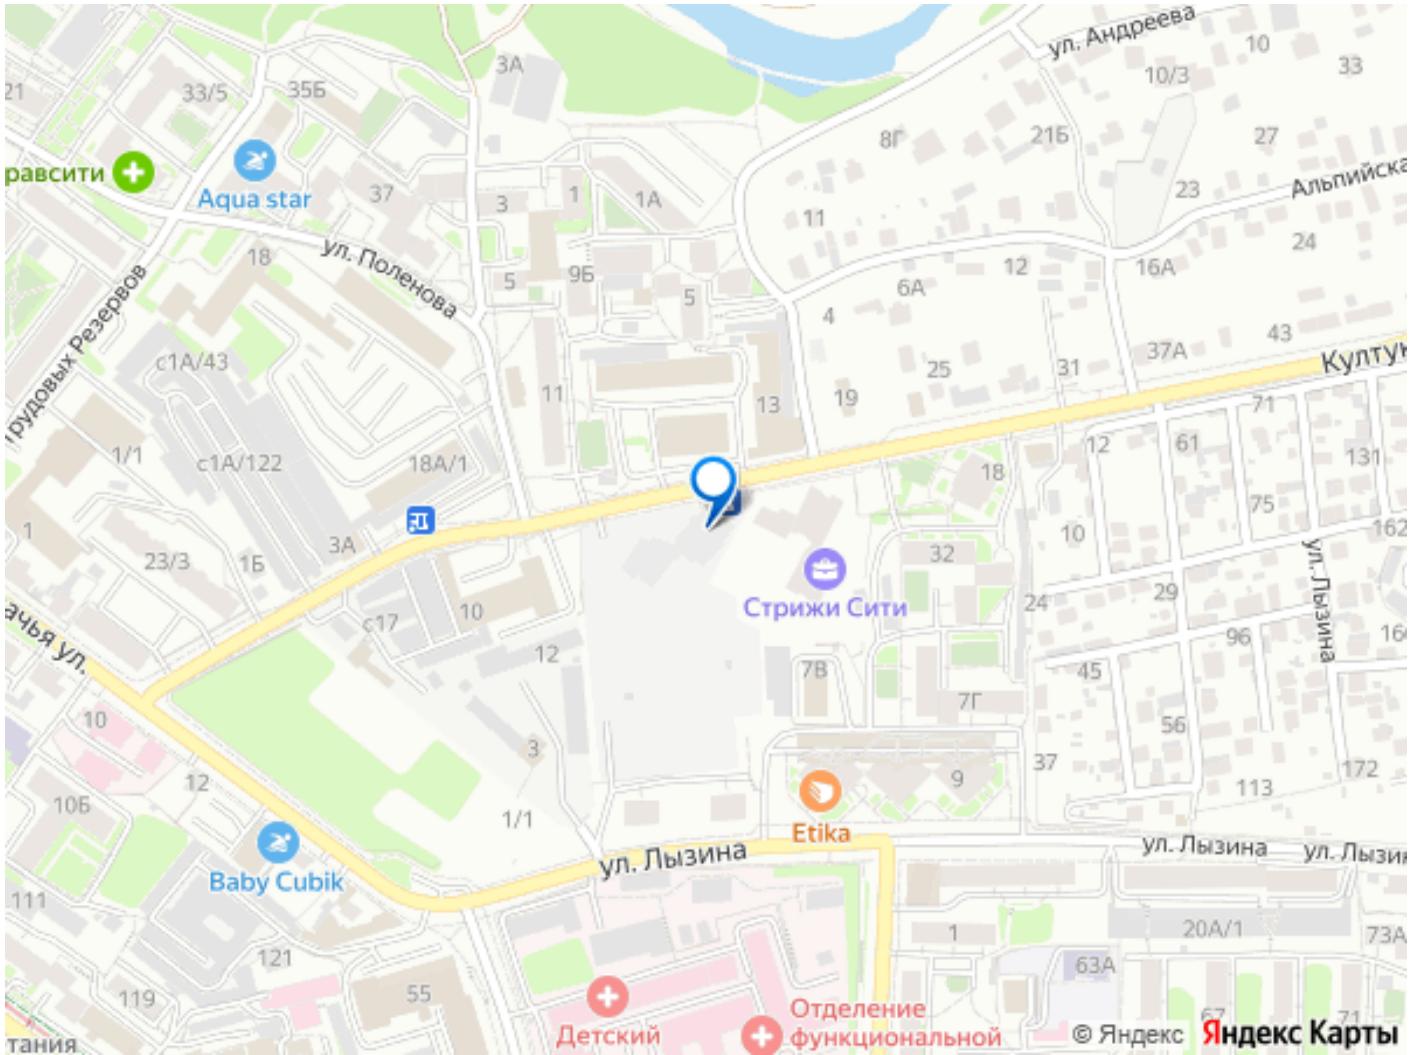 ул. Андреева
10
33
10/3
3А
21
33/5
35Б
8Г
21Б
27
равсити
Aqua star
37
3
1
1А
23
Альпийска
11
18
ул. Поленова
24
5
9Б
5
12
16А
6А
4
Трудовых Резервов
43
с1А/43
37А
Култук
25
31
11
19
13
71
1/1
с1А/122
18А/1
12
61
131
18
75
1
3А
10
162
23/3
1Б
32
Стрижи Сити
ул. Лызина
24
29
10
с17
ачья ул.
12
96
16
45
7В
7Г
10
56
3
37
12
9
172
113
10Б
1/1
Etika
ул. Лызина
ул. Лызина
ул. Лызин
Baby Cubik
111
1
20А/1
73А
121
63А
55
119
Детский
Отделение
функциональной
67
71
тания
© Яндекс
Яндекс Карты